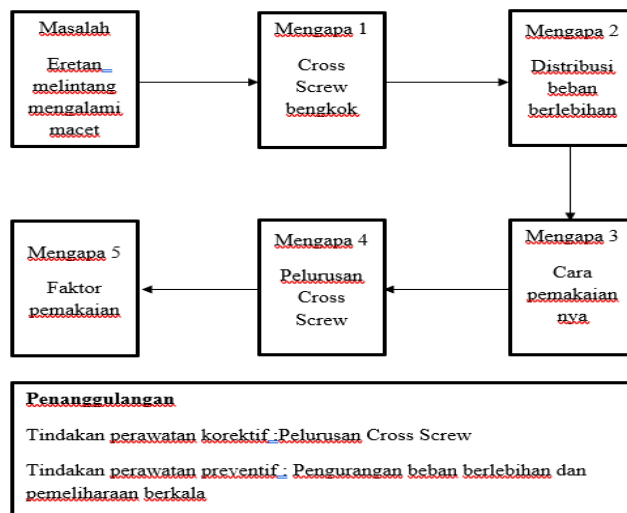 Masalah
Eretan
melintang
mengalami
macet
Mengapa 1
Cross
Screw
bengkok
Mengapa 2
Distribusi
beban
berlebihan
Mengapa 3
Cara
pemakaian
nya
Mengapa 4
Pelurusan
Cross
Screw
Mengapa 5
Faktor
pemakaian
Penanggulangan
Tindakan perawatan korektif :Pelurusan Cross Screw
Tindakan perawatan preventif : Pengurangan beban berlebihan dan
pemeliharaan berkala